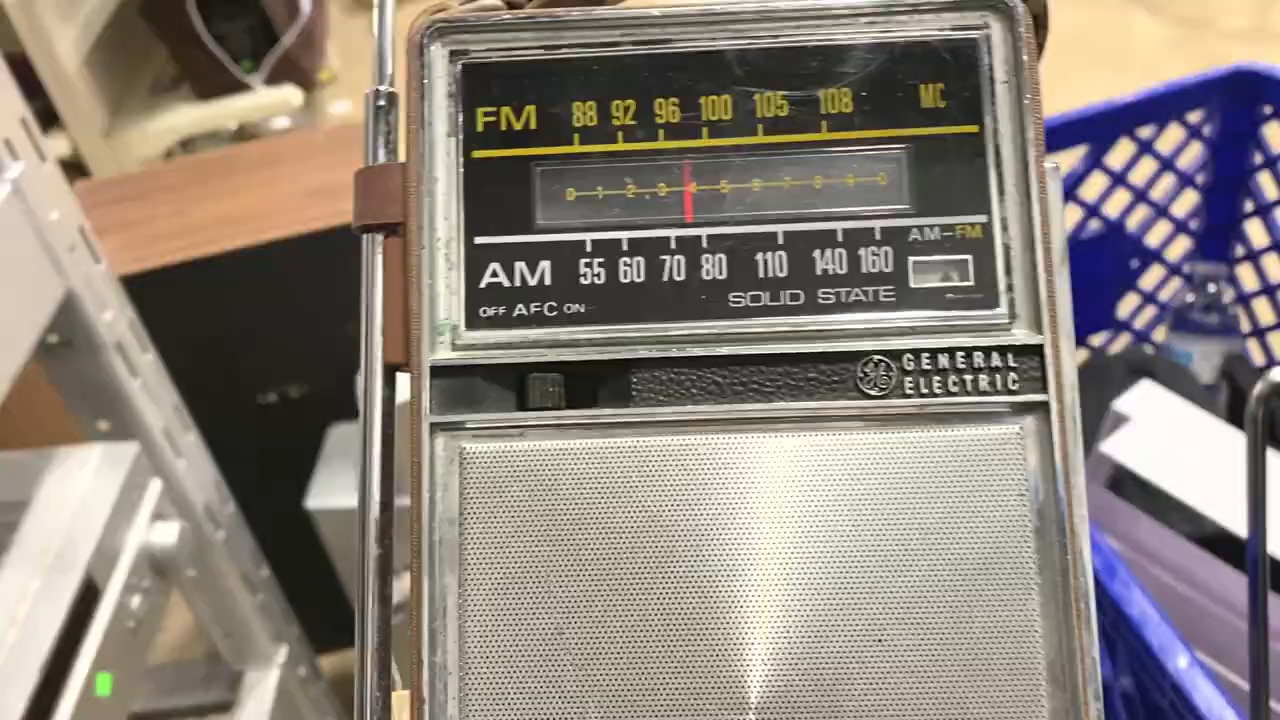 FM 88 92 96 100 105 108 MC
0 1 2 3 4 5 6 7 8 9 0
AM 55 60 70 80 110 140 160
AM-FM
OFF AFC ON
SOLID STATE
GE GENERAL
ELECTRIC